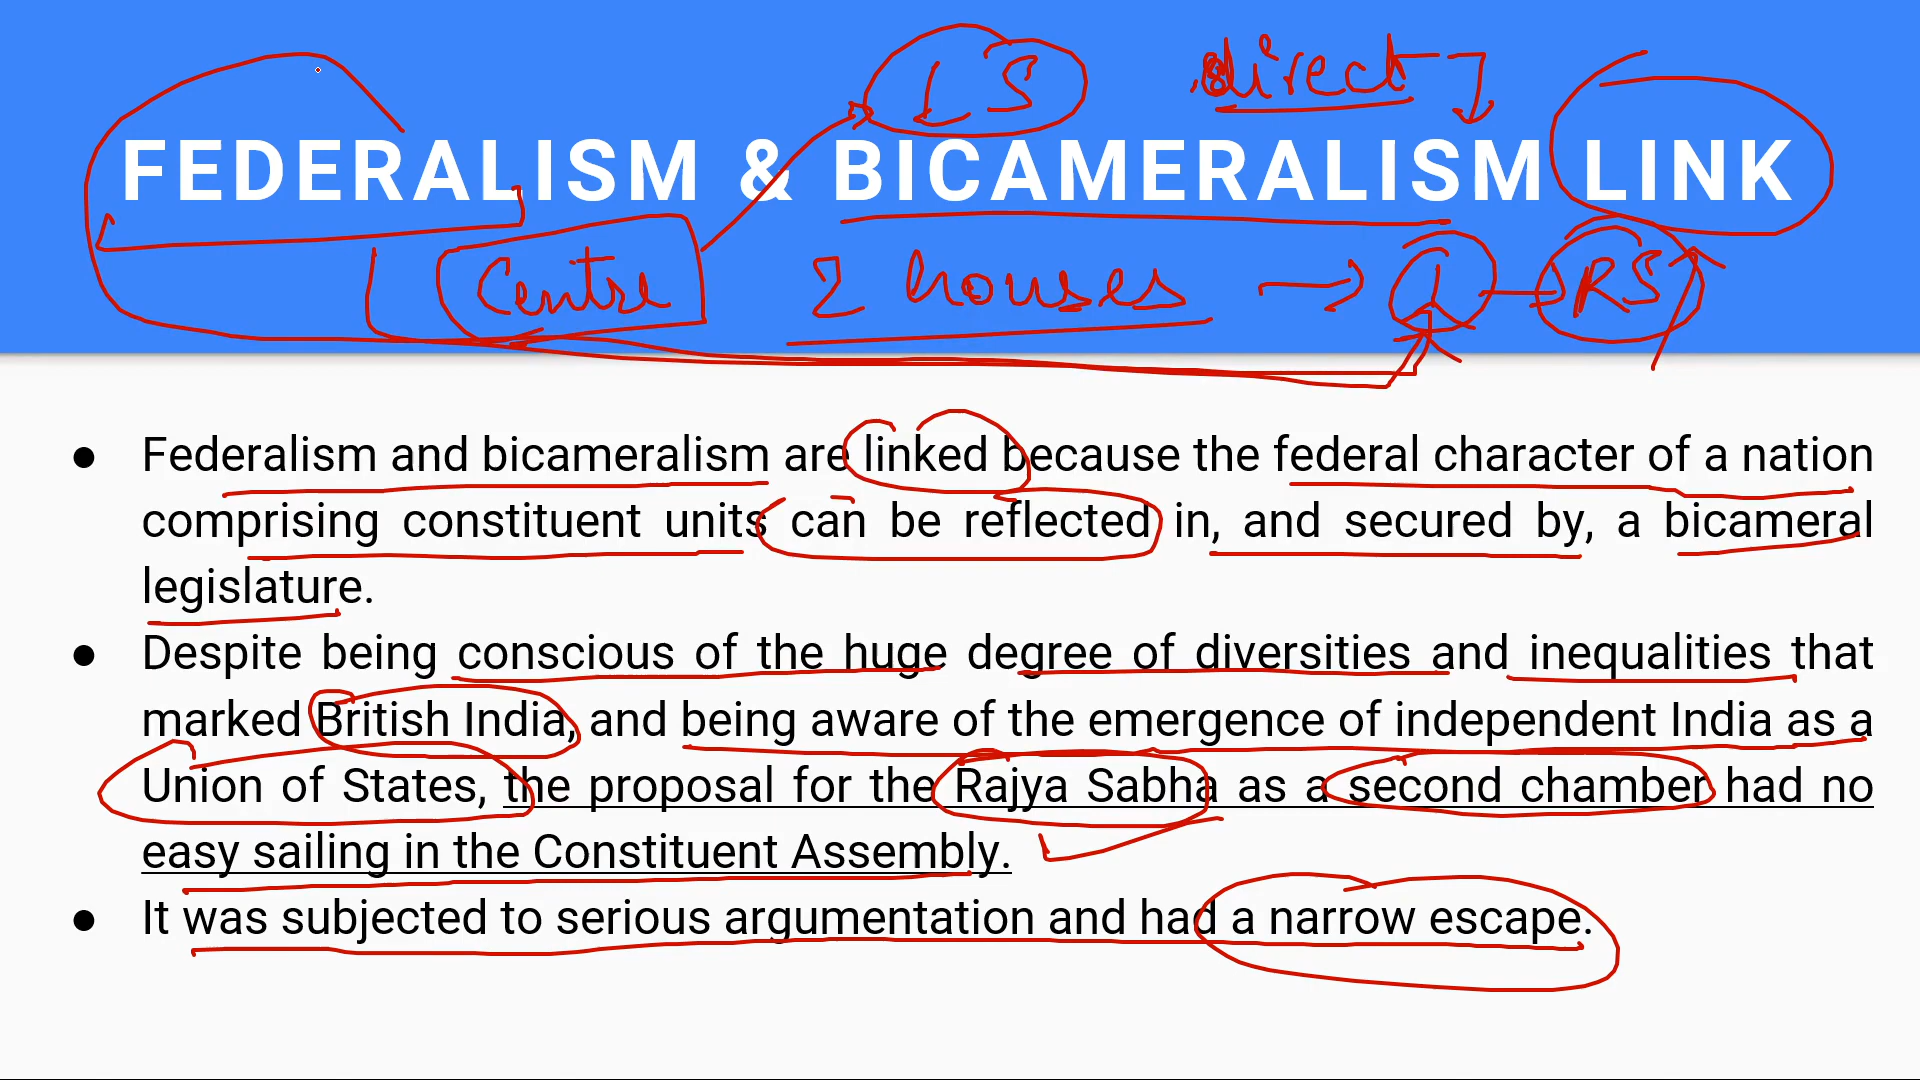 LS direct
FEDERALISM & BICAMERALISM LINK
Centre 2 houses → → RS
● Federalism and bicameralism are linked because the federal character of a nation
comprising constituent units can be reflected in, and secured by, a bicameral
legislature.
● Despite being conscious of the huge degree of diversities and inequalities that
marked British India, and being aware of the emergence of independent India as a
Union of States, the proposal for the Rajya Sabha as a second chamber had no
easy sailing in the Constituent Assembly.
● It was subjected to serious argumentation and had a narrow escape.